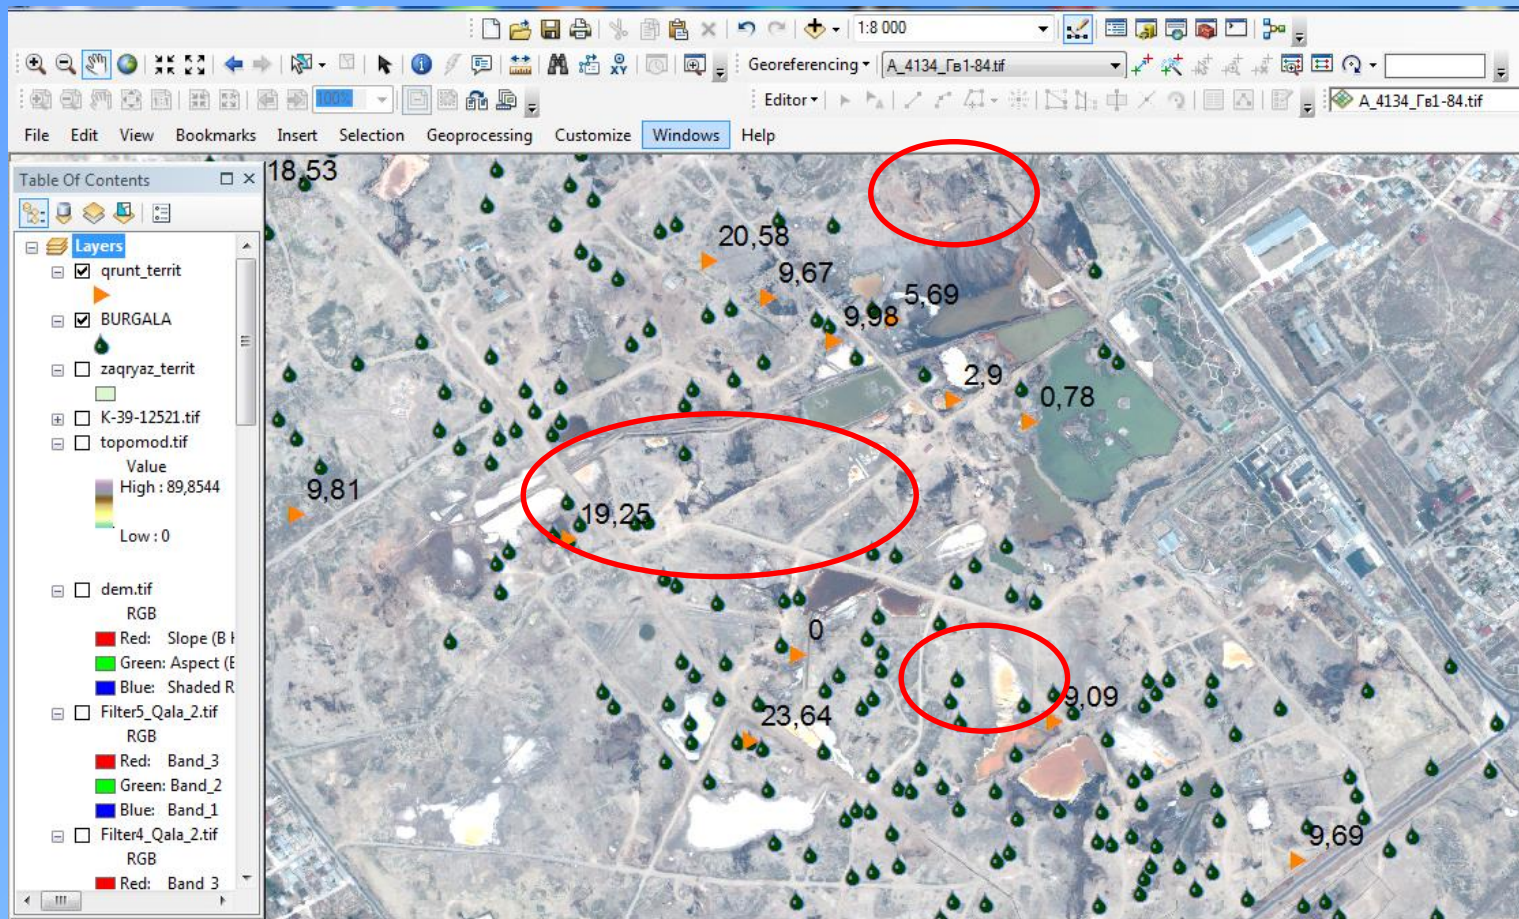 1:8 000
Georeferencing
A_4134_Гв1-84.tif
100%
Editor
A_4134_Гв1-84.tif
File Edit View Bookmarks Insert Selection Geoprocessing Customize Windows Help
Table Of Contents
Layers
qrunt_territ
BURGALA
zaqryaz_territ
K-39-12521.tif
topomod.tif
Value
High : 89,8544
Low : 0
dem.tif
RGB
Red: Slope (B H
Green: Aspect (E
Blue: Shaded R
Filter5_Qala_2.tif
RGB
Red: Band_3
Green: Band_2
Blue: Band_1
Filter4_Qala_2.tif
RGB
Red: Band 3
18,53
20,58
9,67
5,69
9,98
2,9
0,78
9,81
19,25
0
9,09
23,64
9,69